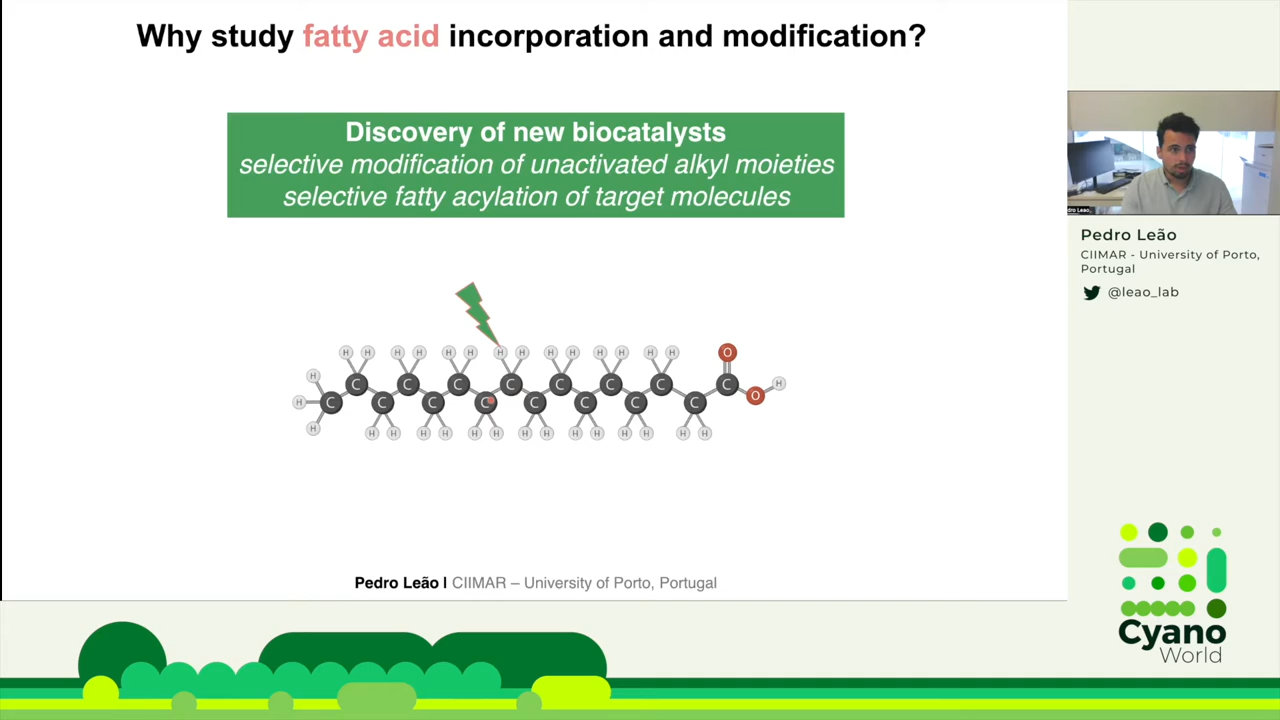 Why study fatty acid incorporation and modification?
Discovery of new biocatalysts
selective modification of unactivated alkyl moieties
selective fatty acylation of target molecules
H H H H H H H H H H H H H H O
H C C C C C C C C H
H C C C C C C C C O
H H H H H H H H H H H H H H H
Pedro Leão I CIIMAR – University of Porto, Portugal
dro Leao
Pedro Leão
CIIMAR - University of Porto,
Portugal
@leao_lab
Cyano
World